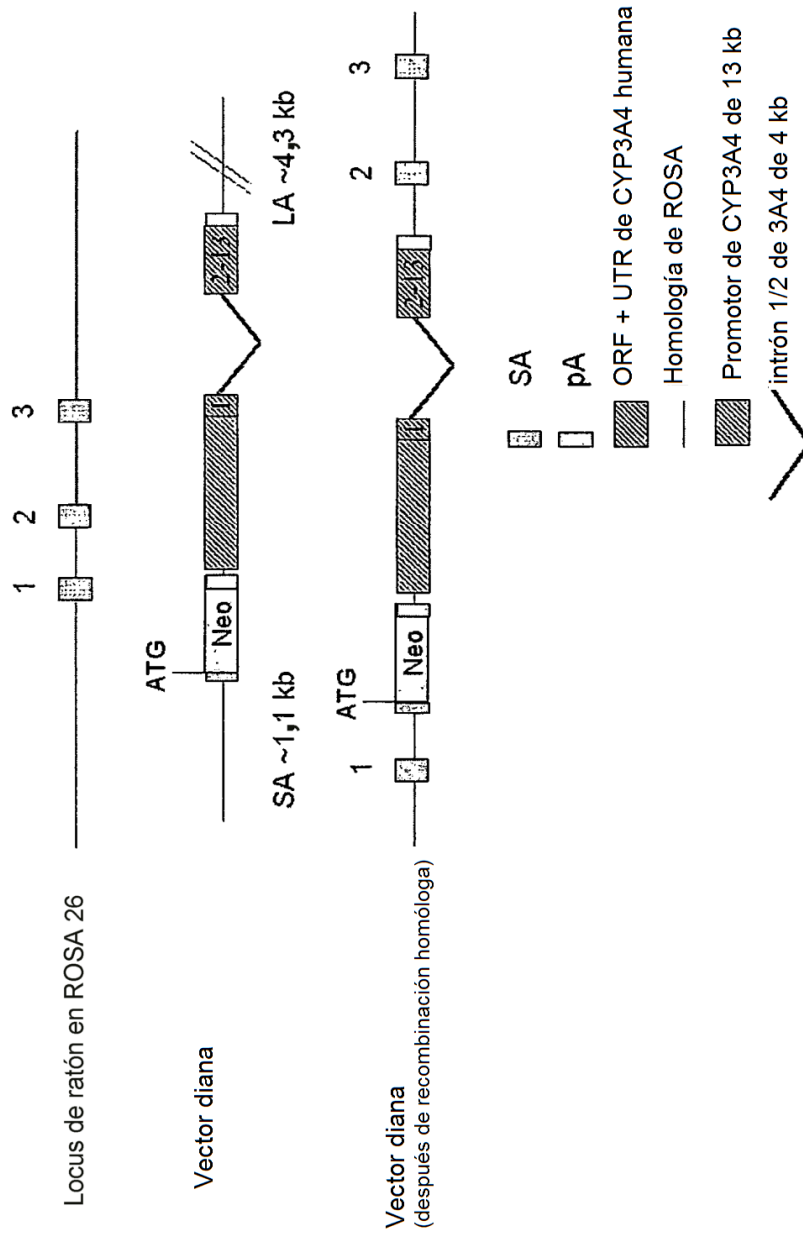 Locus de ratón en ROSA 26
1
2
3
Vector diana
ATG
Neo
1
2-13
SA ~1,1 kb
LA ~4,3 kb
Vector diana
(después de recombinación homóloga)
1
ATG
Neo
1
2-13
2
3
SA
pA
ORF + UTR de CYP3A4 humana
Homología de ROSA
Promotor de CYP3A4 de 13 kb
intrón 1/2 de 3A4 de 4 kb